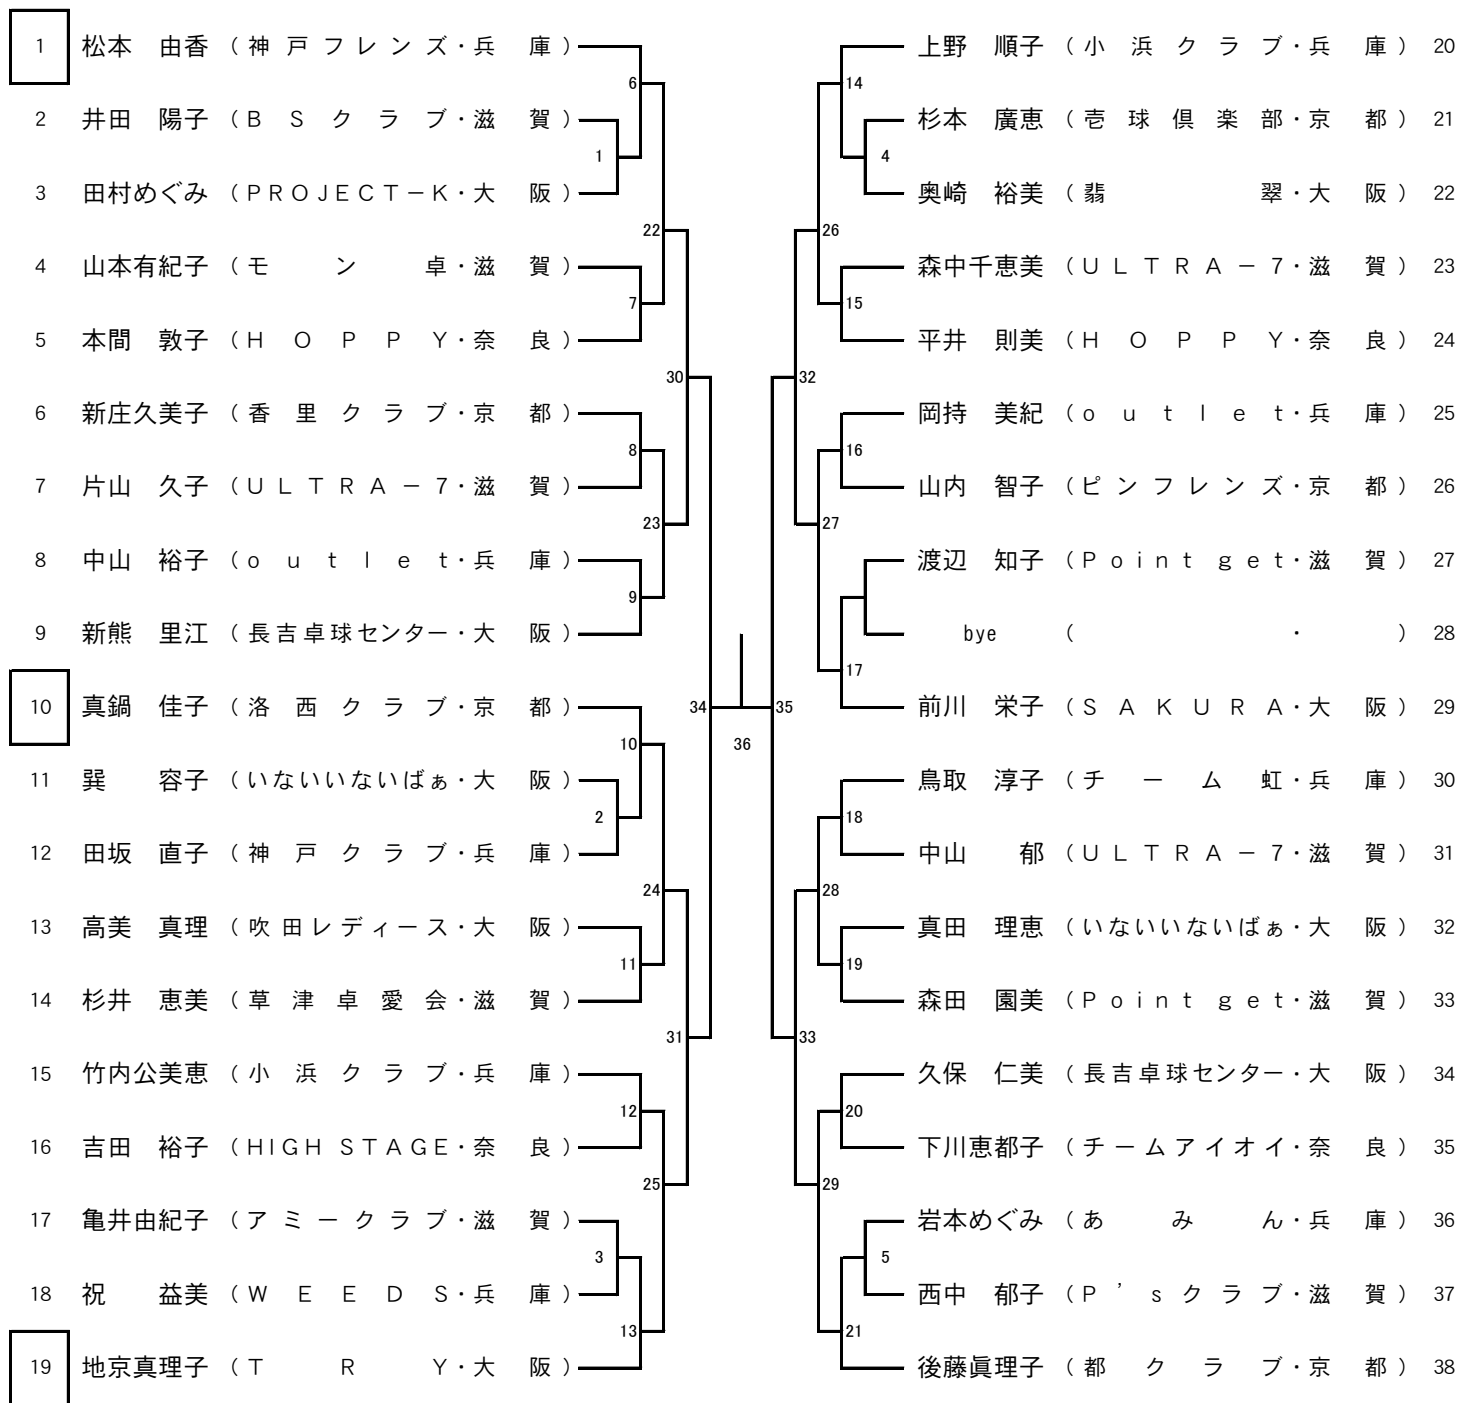 1 松本　由香 （神戸フレンズ・兵　庫）
2 井田　陽子 （ＢＳクラブ・滋　賀）
3 田村めぐみ （ＰＲＯＪＥＣＴ－Ｋ・大　阪）
4 山本有紀子 （モン卓・滋　賀）
5 本間　敦子 （ＨＯＰＰＹ・奈　良）
6 新庄久美子 （香里クラブ・京　都）
7 片山　久子 （ＵＬＴＲＡ－７・滋　賀）
8 中山　裕子 （ｏｕｔｌｅｔ・兵　庫）
9 新熊　里江 （長吉卓球センター・大　阪）
10 真鍋　佳子 （洛西クラブ・京　都）
11 巽　　容子 （いないいないばぁ・大　阪）
12 田坂　直子 （神戸クラブ・兵　庫）
13 高美　真理 （吹田レディース・大　阪）
14 杉井　恵美 （草津卓愛会・滋　賀）
15 竹内公美恵 （小浜クラブ・兵　庫）
16 吉田　裕子 （HIGH STAGE・奈　良）
17 亀井由紀子 （アミークラブ・滋　賀）
18 祝　　益美 （ＷＥＥＤＳ・兵　庫）
19 地京真理子 （ＴＲＹ・大　阪）
6
1
22
7
30
8
23
9
34
10
2
24
11
31
12
25
3
13
36
35
14
4
26
15
32
16
27
17
18
28
19
33
20
29
5
21
上野　順子 （小浜クラブ・兵　庫） 20
杉本　廣恵 （壱球倶楽部・京　都） 21
奥崎　裕美 （翡翠・大　阪） 22
森中千恵美 （ＵＬＴＲＡ－７・滋　賀） 23
平井　則美 （ＨＯＰＰＹ・奈　良） 24
岡持　美紀 （ｏｕｔｌｅｔ・兵　庫） 25
山内　智子 （ピンフレンズ・京　都） 26
渡辺　知子 （Point get・滋　賀） 27
bye （　・　） 28
前川　栄子 （ＳＡＫＵＲＡ・大　阪） 29
鳥取　淳子 （チーム虹・兵　庫） 30
中山　　郁 （ＵＬＴＲＡ－７・滋　賀） 31
真田　理恵 （いないいないばぁ・大　阪） 32
森田　園美 （Point get・滋　賀） 33
久保　仁美 （長吉卓球センター・大　阪） 34
下川恵都子 （チームアイオイ・奈　良） 35
岩本めぐみ （あみん・兵　庫） 36
西中　郁子 （Ｐ’ｓクラブ・滋　賀） 37
後藤眞理子 （都クラブ・京　都） 38